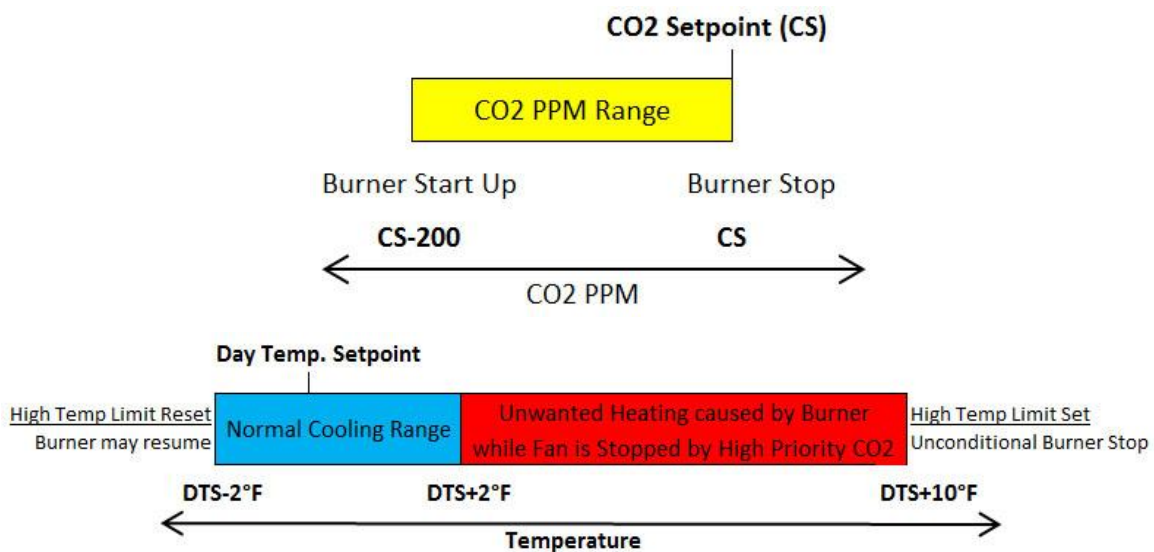 CO2 Setpoint (CS)
CO2 PPM Range
Burner Start Up
Burner Stop
CS-200
CS
CO2 PPM
Day Temp. Setpoint
High Temp Limit Reset
Burner may resume
Normal Cooling Range
Unwanted Heating caused by Burner
while Fan is Stopped by High Priority CO2
High Temp Limit Set
Unconditional Burner Stop
DTS-2°F
DTS+2°F
DTS+10°F
Temperature